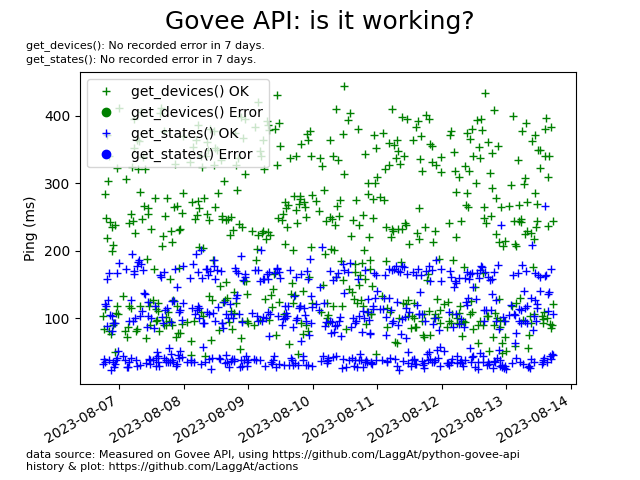 Govee API: is it working?
get_devices(): No recorded error in 7 days.
get_states(): No recorded error in 7 days.
get_devices() OK
get_devices() Error
get_states() OK
get_states() Error
400
300
200
100
Ping (ms)
2023-08-07
2023-08-08
2023-08-09
2023-08-10
2023-08-11
2023-08-12
2023-08-13
2023-08-14
data source: Measured on Govee API, using https://github.com/LaggAt/python-govee-api
history & plot: https://github.com/LaggAt/actions